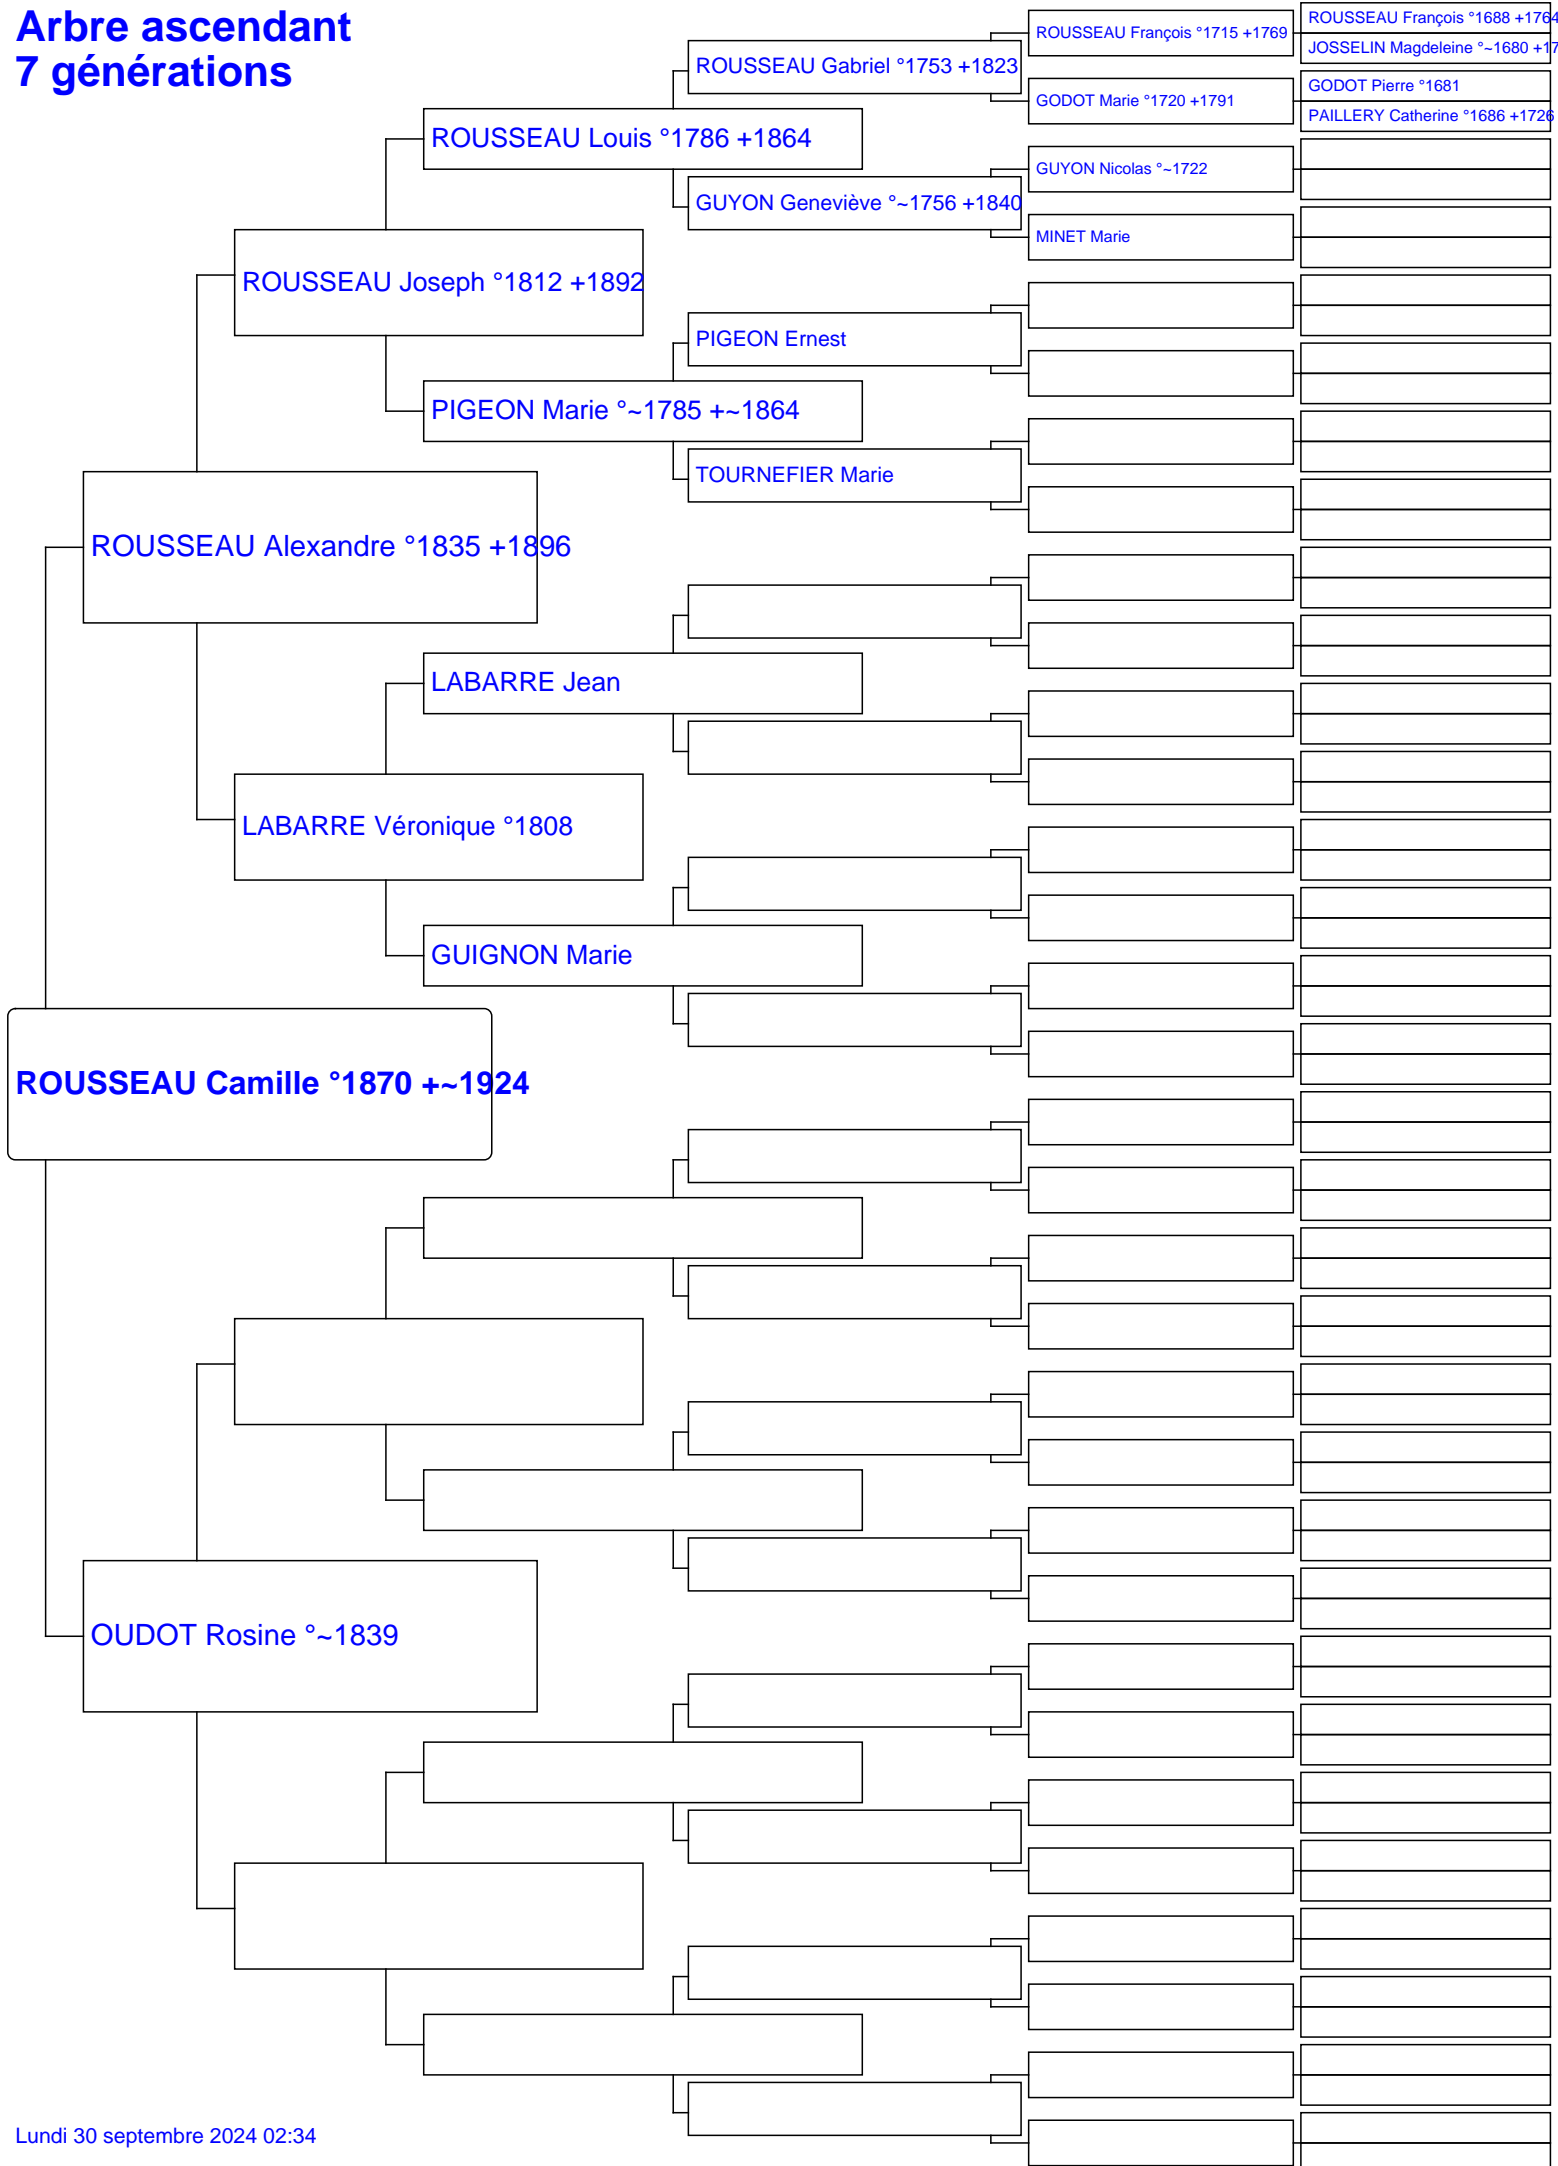 Arbre ascendant
7 générations
ROUSSEAU François °1688 +1764
JOSSELIN Magdeleine °~1680 +17
ROUSSEAU François °1715 +1769
GODOT Pierre °1681
PAILLERY Catherine °1686 +1726
GODOT Marie °1720 +1791
ROUSSEAU Gabriel °1753 +1823
ROUSSEAU Louis °1786 +1864
GUYON Nicolas °~1722
GUYON Geneviève °~1756 +1840
MINET Marie
ROUSSEAU Joseph °1812 +1892
PIGEON Ernest
PIGEON Marie °~1785 +~1864
TOURNEFIER Marie
ROUSSEAU Alexandre °1835 +1896
LABARRE Jean
LABARRE Véronique °1808
GUIGNON Marie
ROUSSEAU Camille °1870 +~1924
OUDOT Rosine °~1839
Lundi 30 septembre 2024 02:34